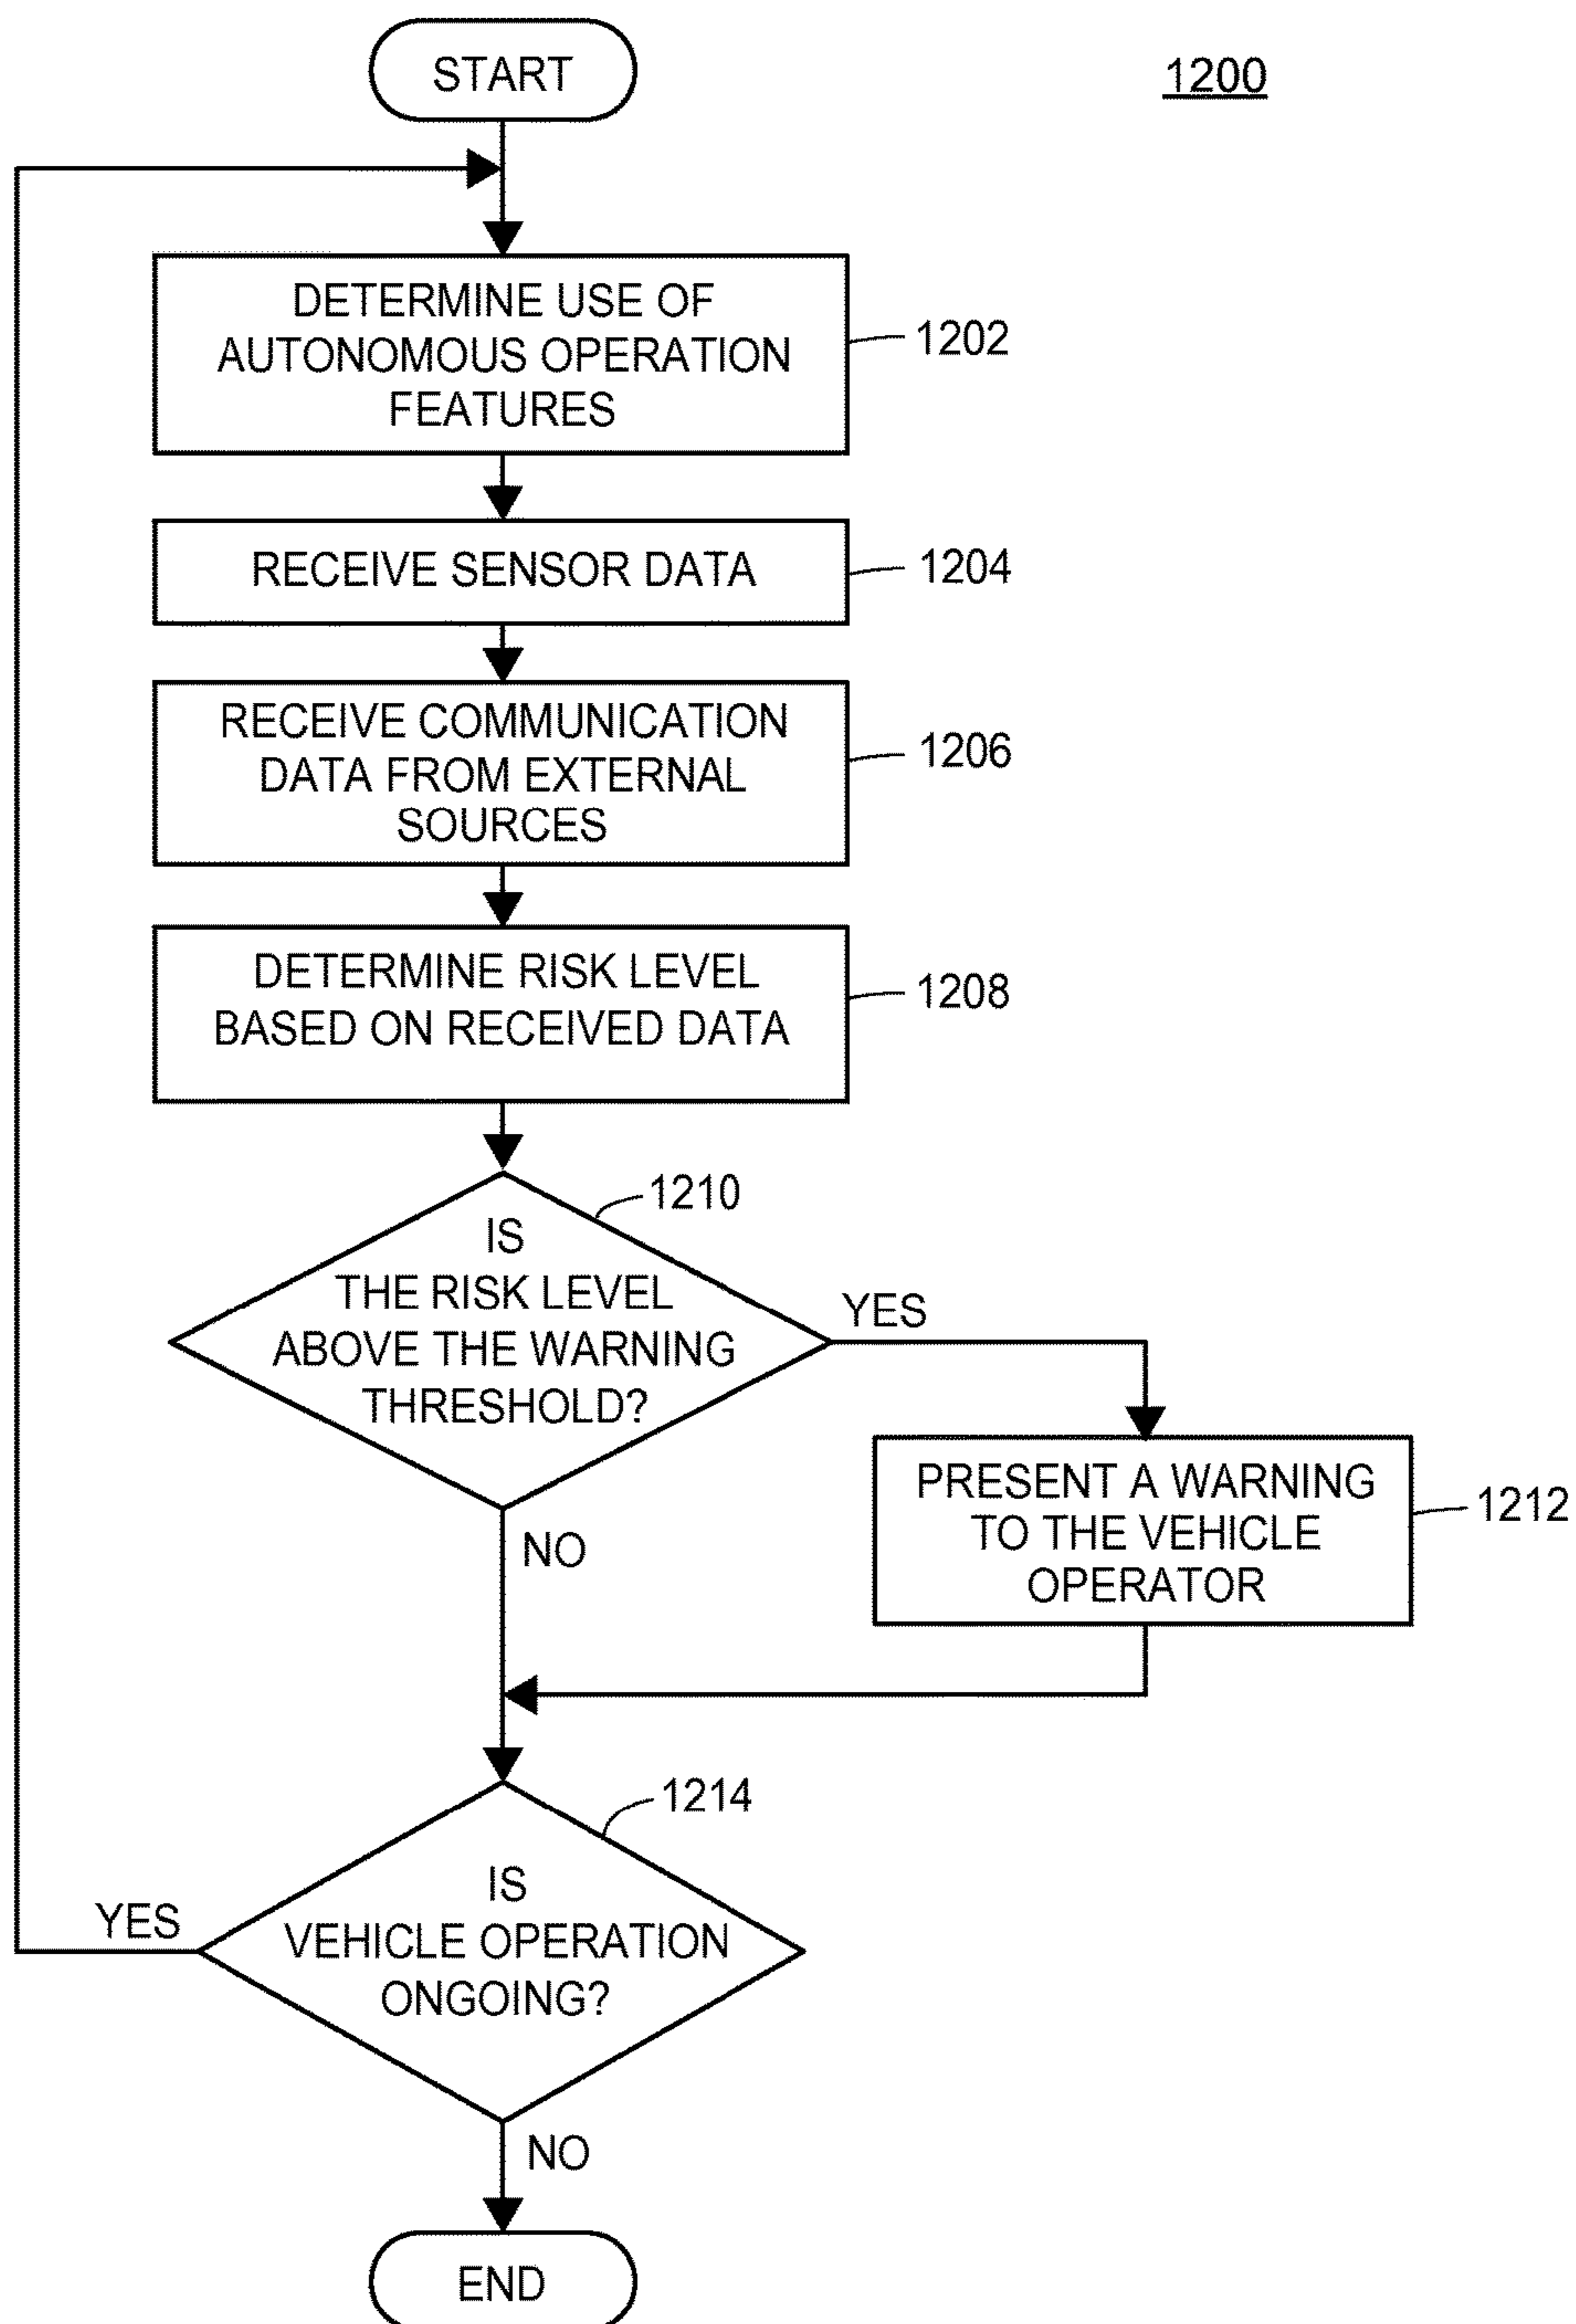 START
1200
DETERMINE USE OF
AUTONOMOUS OPERATION
FEATURES
1202
RECEIVE SENSOR DATA
1204
RECEIVE COMMUNICATION
DATA FROM EXTERNAL
SOURCES
1206
DETERMINE RISK LEVEL
BASED ON RECEIVED DATA
1208
1210
IS
THE RISK LEVEL
ABOVE THE WARNING
THRESHOLD?
YES
NO
PRESENT A WARNING
TO THE VEHICLE
OPERATOR
1212
1214
IS
VEHICLE OPERATION
ONGOING?
YES
NO
END